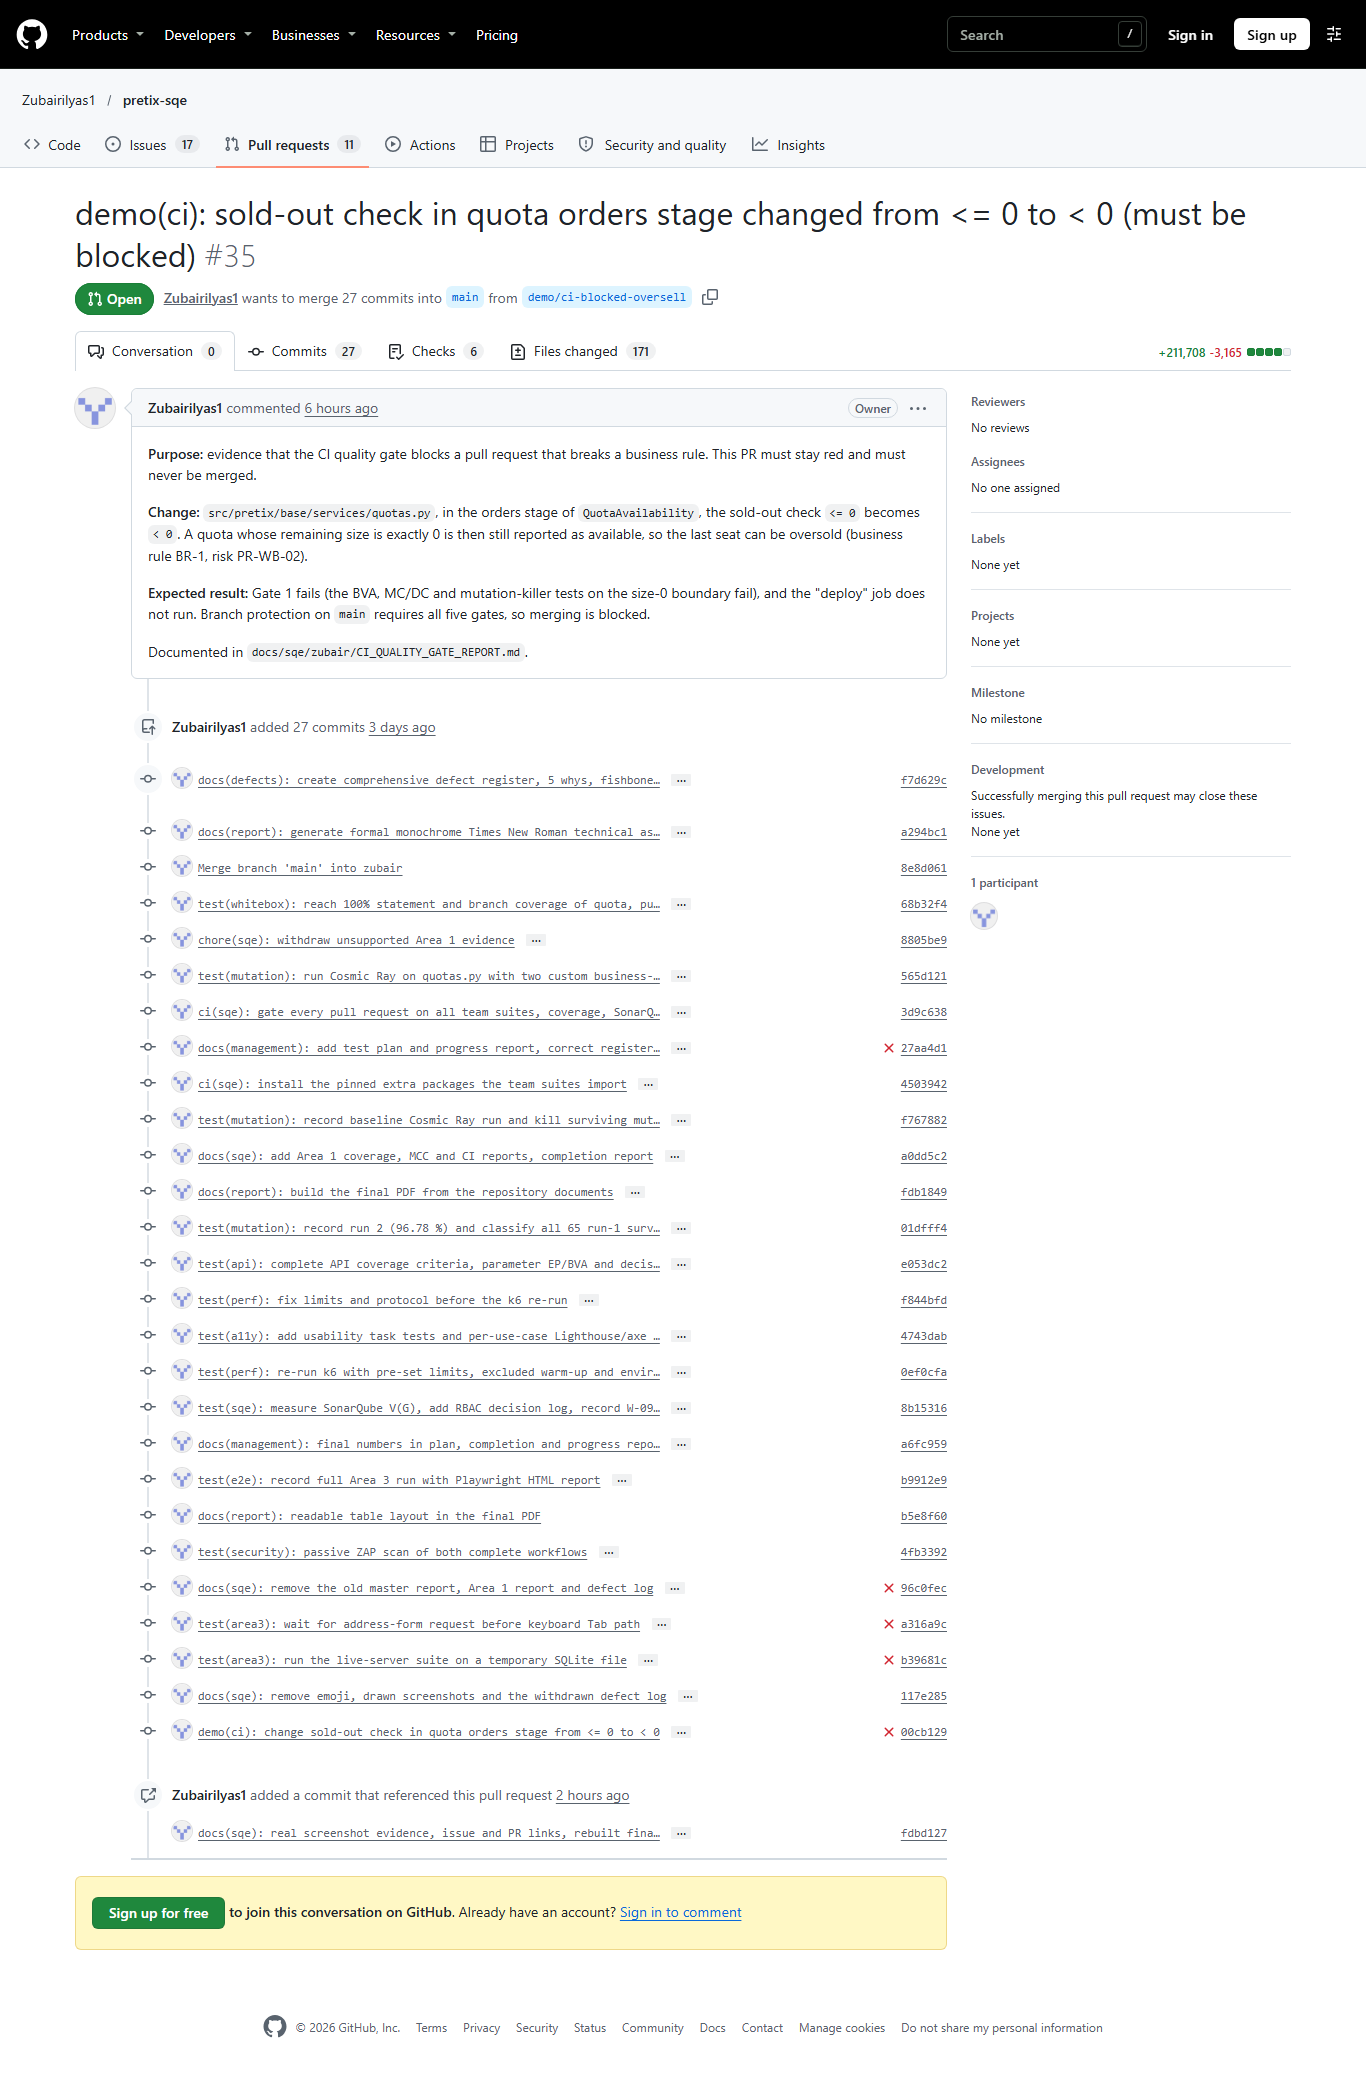 Products Developers Businesses Resources Pricing Search / Sign in Sign up
Zubairilyas1 / pretix-sqe
Code Issues 17 Pull requests 11 Actions Projects Security and quality Insights
demo(ci): sold-out check in quota orders stage changed from <= 0 to < 0 (must be
blocked) #35
Open Zubairilyas1 wants to merge 27 commits into main from demo/ci-blocked-oversell
Conversation 0 Commits 27 Checks 6 Files changed 171 +211,708 -3,165
Zubairilyas1 commented 6 hours ago Owner ...
Purpose: evidence that the CI quality gate blocks a pull request that breaks a business rule. This PR must stay red and must
never be merged.
Change: src/pretix/base/services/quotas.py, in the orders stage of QuotaAvailability, the sold-out check <= 0 becomes
< 0. A quota whose remaining size is exactly 0 is then still reported as available, so the last seat can be oversold (business
rule BR-1, risk PR-WB-02).
Expected result: Gate 1 fails (the BVA, MC/DC and mutation-killer tests on the size-0 boundary fail), and the "deploy" job does
not run. Branch protection on main requires all five gates, so merging is blocked.
Documented in docs/sqe/zubair/CI_QUALITY_GATE_REPORT.md.
Reviewers
No reviews
Assignees
No one assigned
Labels
None yet
Projects
None yet
Milestone
No milestone
Development
Successfully merging this pull request may close these
issues.
None yet
1 participant
Zubairilyas1 added 27 commits 3 days ago
docs(defects): create comprehensive defect register, 5 whys, fishbone… ... f7d629c
docs(report): generate formal monochrome Times New Roman technical as… ... a294bc1
Merge branch 'main' into zubair 8e8d061
test(whitebox): reach 100% statement and branch coverage of quota, pu… ... 68b32f4
chore(sqe): withdraw unsupported Area 1 evidence ... 8805be9
test(mutation): run Cosmic Ray on quotas.py with two custom business-… ... 565d121
ci(sqe): gate every pull request on all team suites, coverage, SonarQ… ... 3d9c638
docs(management): add test plan and progress report, correct register… ... 27aa4d1
ci(sqe): install the pinned extra packages the team suites import ... 4503942
test(mutation): record baseline Cosmic Ray run and kill surviving mut… ... f767882
docs(sqe): add Area 1 coverage, MCC and CI reports, completion report ... a0dd5c2
docs(report): build the final PDF from the repository documents ... fdb1849
test(mutation): record run 2 (96.78 %) and classify all 65 run-1 surv… ... 01dfff4
test(api): complete API coverage criteria, parameter EP/BVA and decis… ... e053dc2
test(perf): fix limits and protocol before the k6 re-run ... f844bfd
test(a11y): add usability task tests and per-use-case Lighthouse/axe … ... 4743dab
test(perf): re-run k6 with pre-set limits, excluded warm-up and envir… ... 0ef0cfa
test(sqe): measure SonarQube V(G), add RBAC decision log, record W-09… ... 8b15316
docs(management): final numbers in plan, completion and progress repo… ... a6fc959
test(e2e): record full Area 3 run with Playwright HTML report ... b9912e9
docs(report): readable table layout in the final PDF b5e8f60
test(security): passive ZAP scan of both complete workflows ... 4fb3392
docs(sqe): remove the old master report, Area 1 report and defect log ... 96c0fec
test(area3): wait for address-form request before keyboard Tab path ... a316a9c
test(area3): run the live-server suite on a temporary SQLite file ... b39681c
docs(sqe): remove emoji, drawn screenshots and the withdrawn defect log ... 117e285
demo(ci): change sold-out check in quota orders stage from <= 0 to < 0 ... 00cb129
Zubairilyas1 added a commit that referenced this pull request 2 hours ago
docs(sqe): real screenshot evidence, issue and PR links, rebuilt fina… ... fdbd127
Sign up for free to join this conversation on GitHub. Already have an account? Sign in to comment
© 2026 GitHub, Inc. Terms Privacy Security Status Community Docs Contact Manage cookies Do not share my personal information